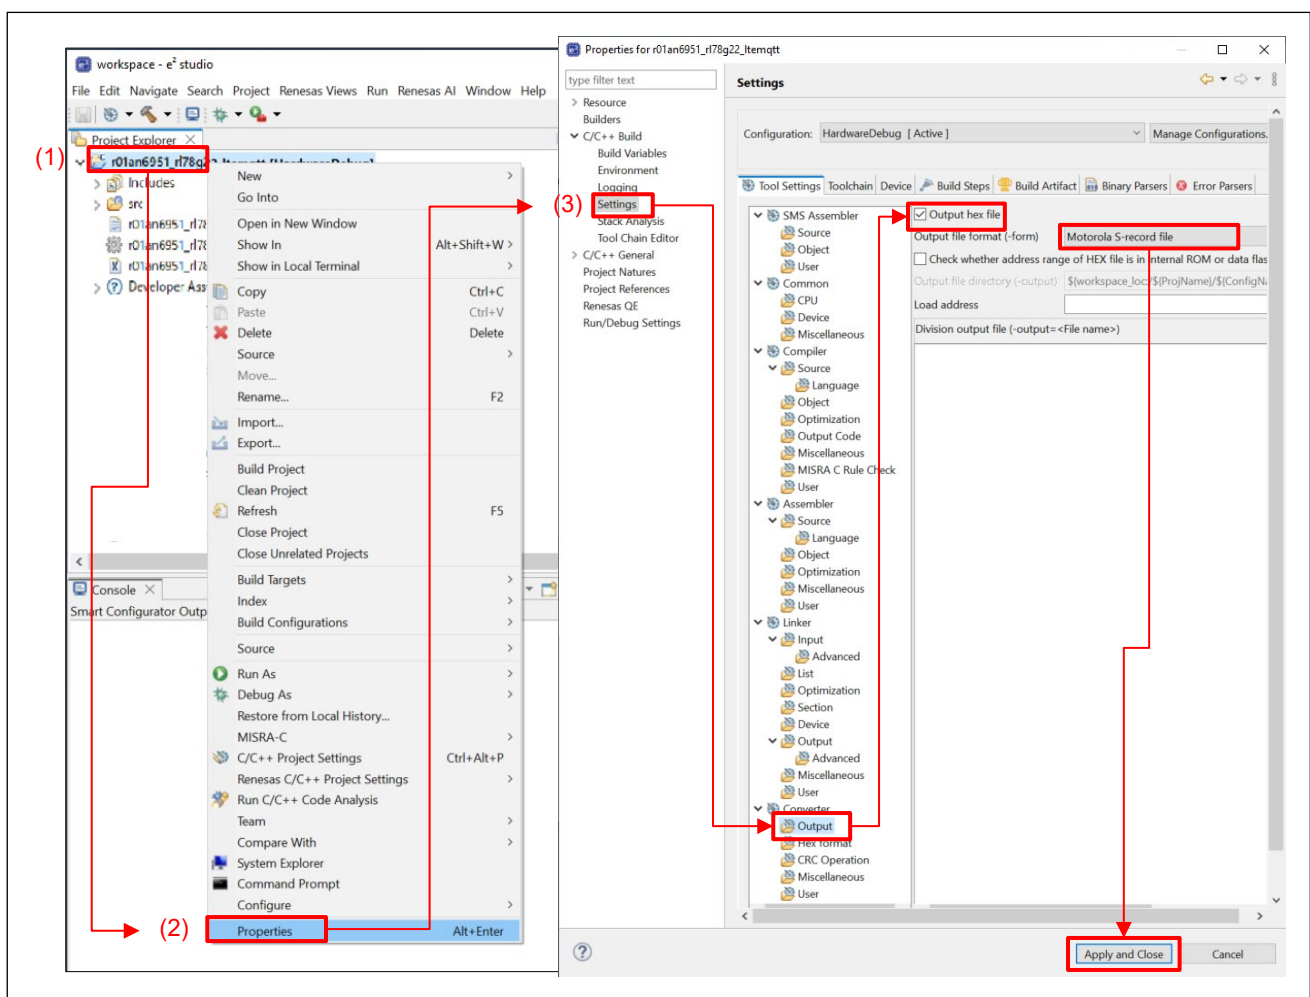 workspace - e² studio
File Edit Navigate Search Project Renesas Views Run Renesas AI Window Help
Project Explorer
(1)
r01an6951_rl78g22_ltemqtt [HardwareDebug]
Includes
src
r01an6951_rl78
r01an6951_rl78
r01an6951_rl78
Developer Ass
New
Go Into
Open in New Window
Show In Alt+Shift+W
Show in Local Terminal
Copy Ctrl+C
Paste Ctrl+V
Delete Delete
Source
Move...
Rename... F2
Import...
Export...
Build Project
Clean Project
Refresh F5
Close Project
Close Unrelated Projects
Build Targets
Index
Build Configurations
Source
Run As
Debug As
Restore from Local History...
MISRA-C
C/C++ Project Settings Ctrl+Alt+P
Renesas C/C++ Project Settings
Run C/C++ Code Analysis
Team
Compare With
System Explorer
Command Prompt
Configure
(2)
Properties Alt+Enter
Console
Smart Configurator Outp
Properties for r01an6951_rl78g22_ltemqtt
type filter text
Resource
Builders
C/C++ Build
Build Variables
Environment
Logging
(3)
Settings
Stack Analysis
Tool Chain Editor
C/C++ General
Project Natures
Project References
Renesas QE
Run/Debug Settings
Settings
Configuration: HardwareDebug [ Active ] Manage Configurations.
Tool Settings Toolchain Device Build Steps Build Artifact Binary Parsers Error Parsers
SMS Assembler
Source
Object
User
Common
CPU
Device
Miscellaneous
Compiler
Source
Language
Object
Optimization
Output Code
Miscellaneous
MISRA C Rule Check
User
Assembler
Source
Language
Object
Optimization
Miscellaneous
User
Linker
Input
Advanced
List
Optimization
Section
Device
Output
Advanced
Miscellaneous
User
Converter
Output
Hex format
CRC Operation
Miscellaneous
User
Output hex file
Output file format (-form) Motorola S-record file
Check whether address range of HEX file is in internal ROM or data flas
Output file directory (-output) ${workspace_loc:/${ProjName}/${ConfigN
Load address
Division output file (-output=<File name>)
Apply and Close
Cancel